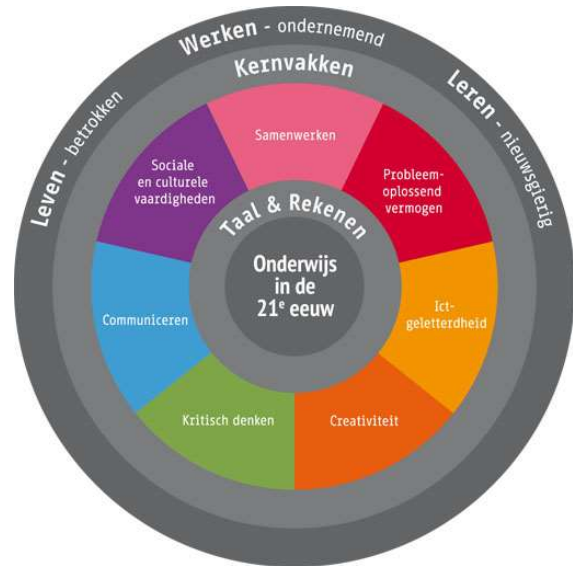 Werken - ondernemend
Leven - betrokken
Leren - nieuwsgierig
Kernvakken
Samenwerken
Sociale
en culturele
vaardigheden
Probleem-
oplossend
vermogen
Taal & Rekenen
Onderwijs
in de
21e eeuw
Communiceren
Ict-
geletterdheid
Kritisch denken
Creativiteit